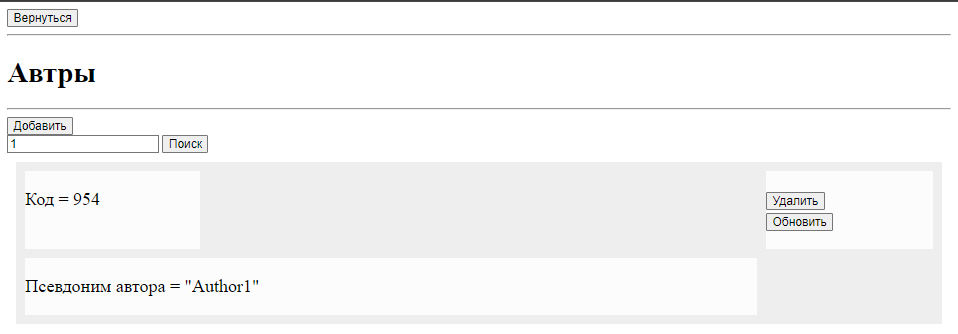 Вернуться
Автры
Добавить
1 Поиск
Код = 954
Удалить
Обновить
Псевдоним автора = "Author1"